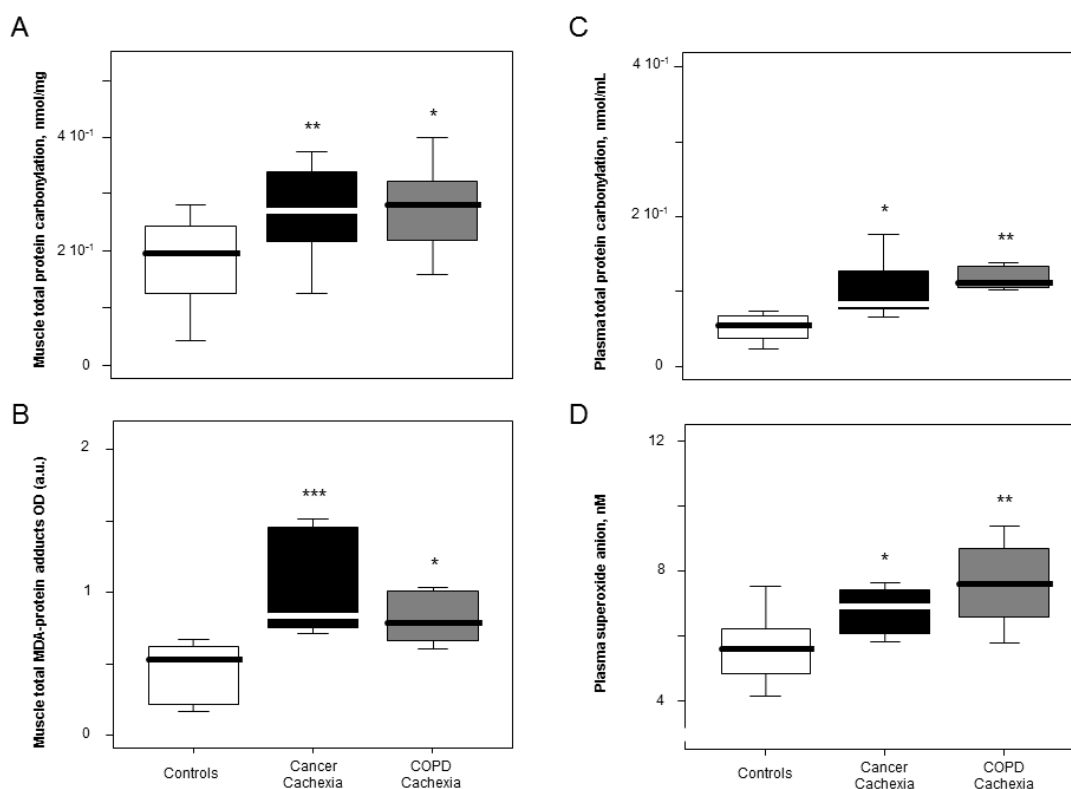 A
Muscle total protein carbonylation, nmol/mg
4 10⁻¹
2 10⁻¹
0
**
*
C
Plasma total protein carbonylation, nmol/mL
4 10⁻¹
2 10⁻¹
0
*
**
B
Muscle total MDA-protein adducts OD (a.u.)
2
1
0
***
*
Controls
Cancer
Cachexia
COPD
Cachexia
D
Plasma superoxide anion, nM
12
8
4
*
**
Controls
Cancer
Cachexia
COPD
Cachexia